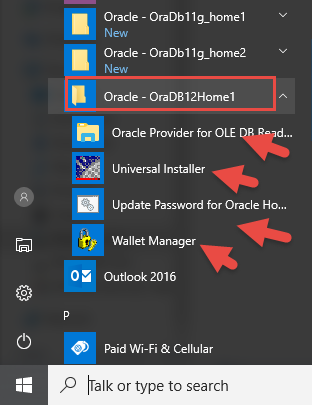 Oracle - OraDb11g_home1
New
Oracle - OraDb11g_home2
New
Oracle - OraDB12Home1
Oracle Provider for OLE DB Read...
Universal Installer
Update Password for Oracle Ho...
Wallet Manager
Outlook 2016
P
Paid Wi-Fi & Cellular
Talk or type to search